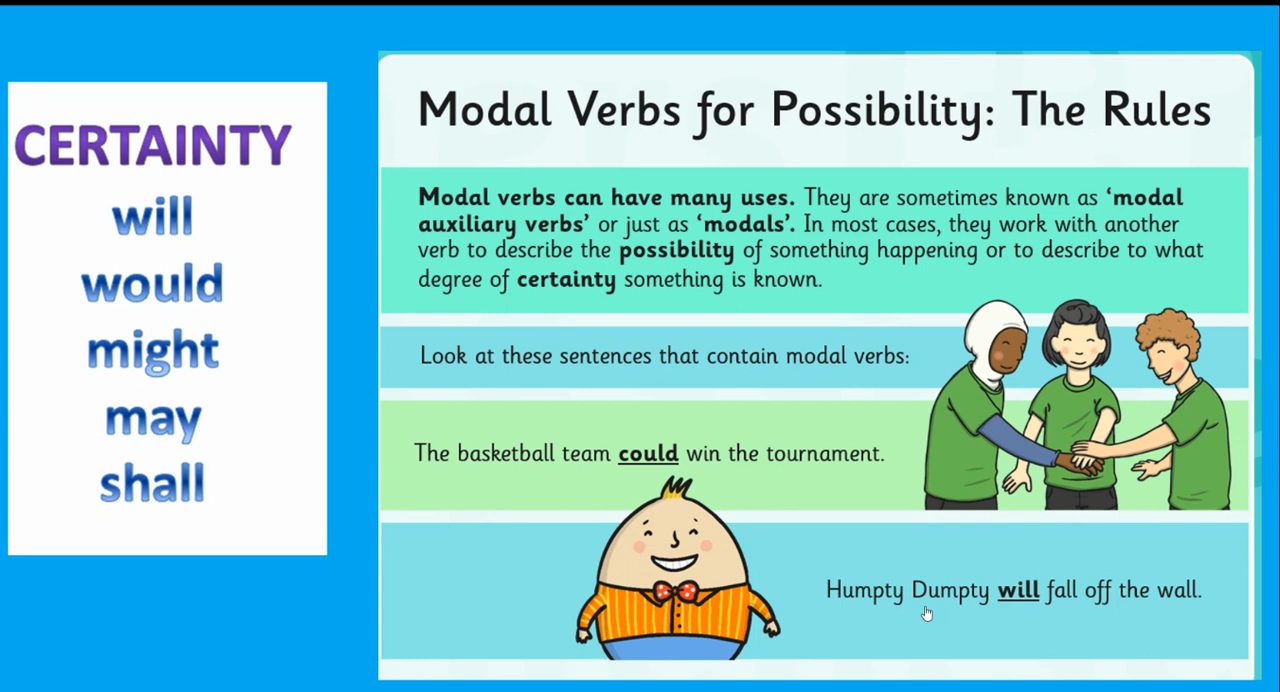 CERTAINTY
will
would
might
may
shall
Modal Verbs for Possibility: The Rules
Modal verbs can have many uses. They are sometimes known as ‘modal
auxiliary verbs’ or just as ‘modals’. In most cases, they work with another
verb to describe the possibility of something happening or to describe to what
degree of certainty something is known.
Look at these sentences that contain modal verbs:
The basketball team could win the tournament.
Humpty Dumpty will fall off the wall.